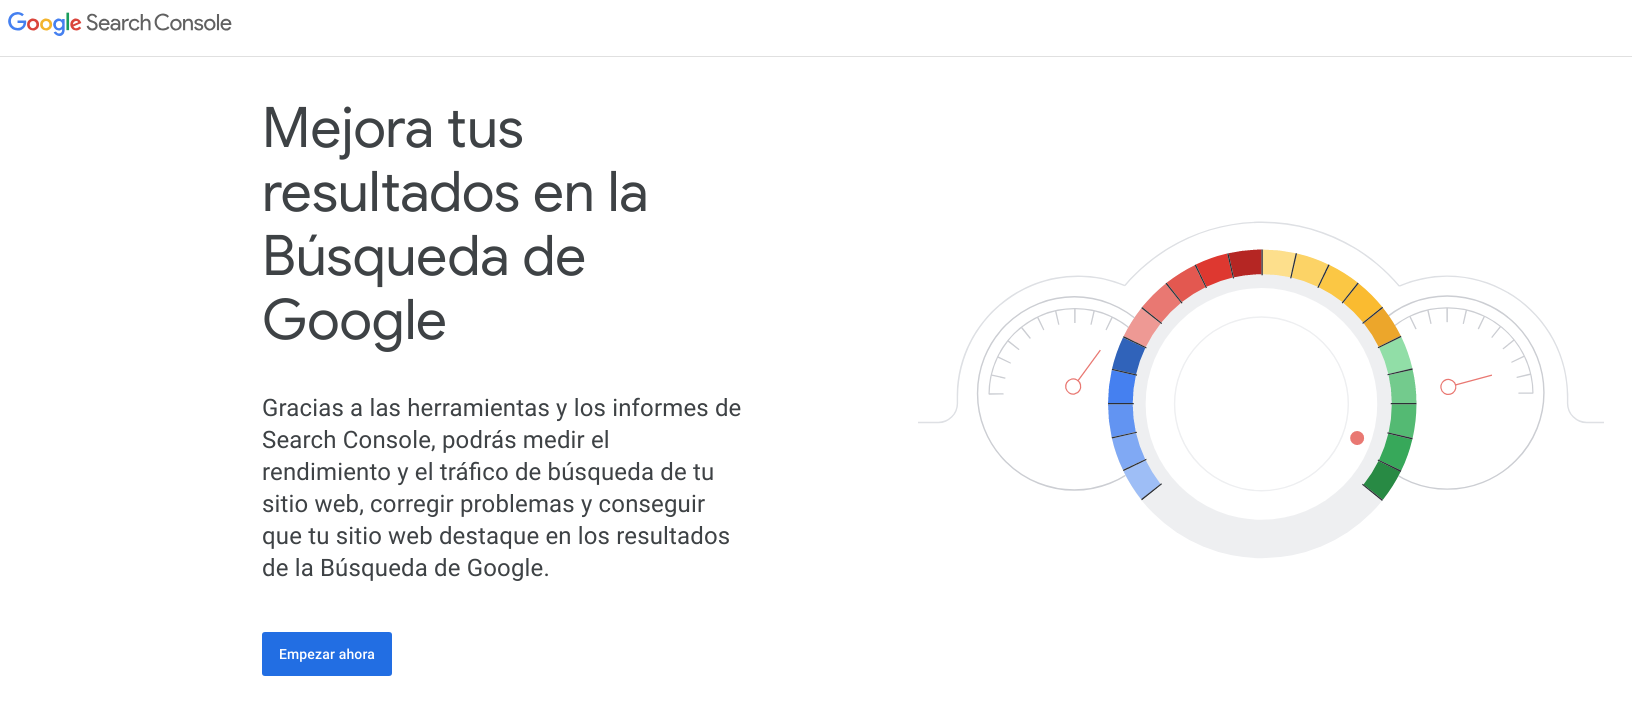 Google Search Console
Mejora tus
resultados en la
Búsqueda de
Google
Gracias a las herramientas y los informes de
Search Console, podrás medir el
rendimiento y el tráfico de búsqueda de tu
sitio web, corregir problemas y conseguir
que tu sitio web destaque en los resultados
de la Búsqueda de Google.
Empezar ahora